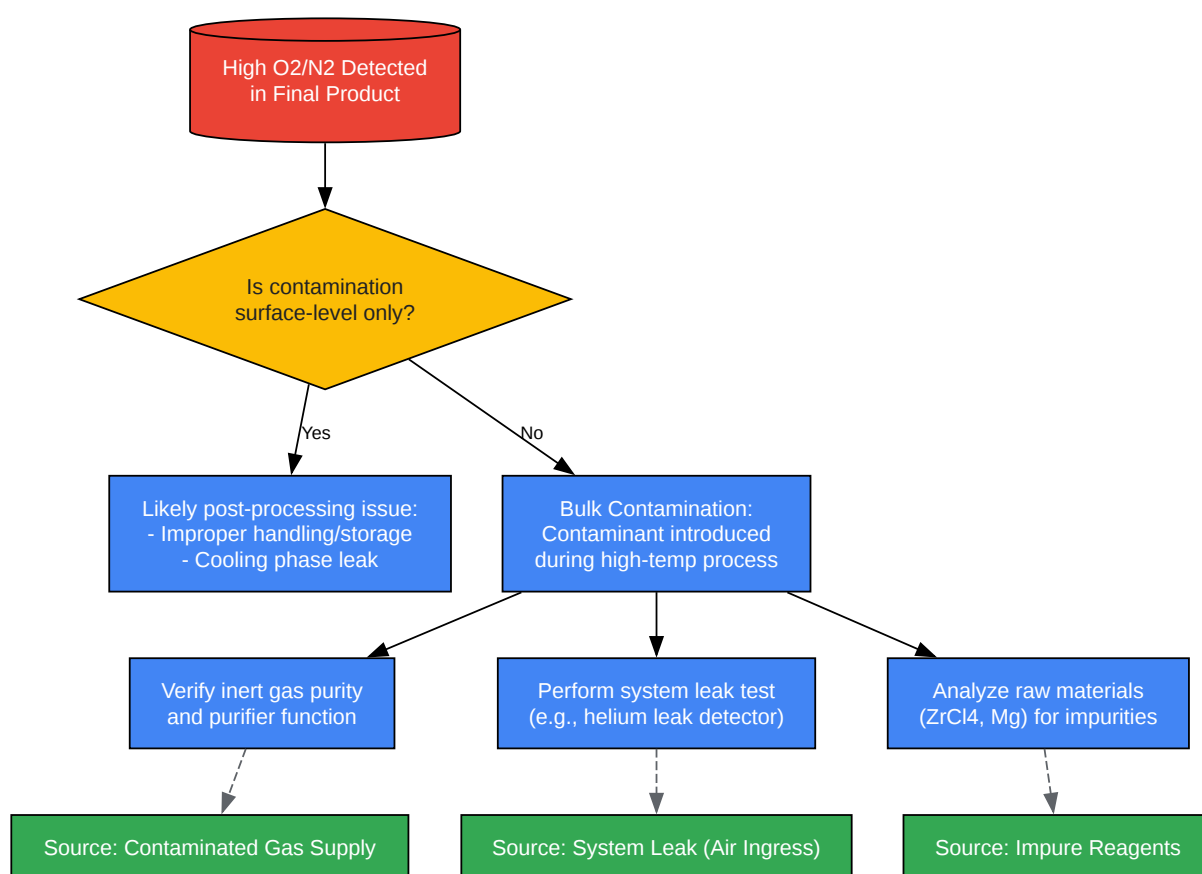 High O2/N2 Detected
in Final Product
Is contamination
surface-level only?
Yes
No
Likely post-processing issue:
- Improper handling/storage
- Cooling phase leak
Bulk Contamination:
Contaminant introduced
during high-temp process
Verify inert gas purity
and purifier function
Perform system leak test
(e.g., helium leak detector)
Analyze raw materials
(ZrCl4, Mg) for impurities
Source: Contaminated Gas Supply
Source: System Leak (Air Ingress)
Source: Impure Reagents